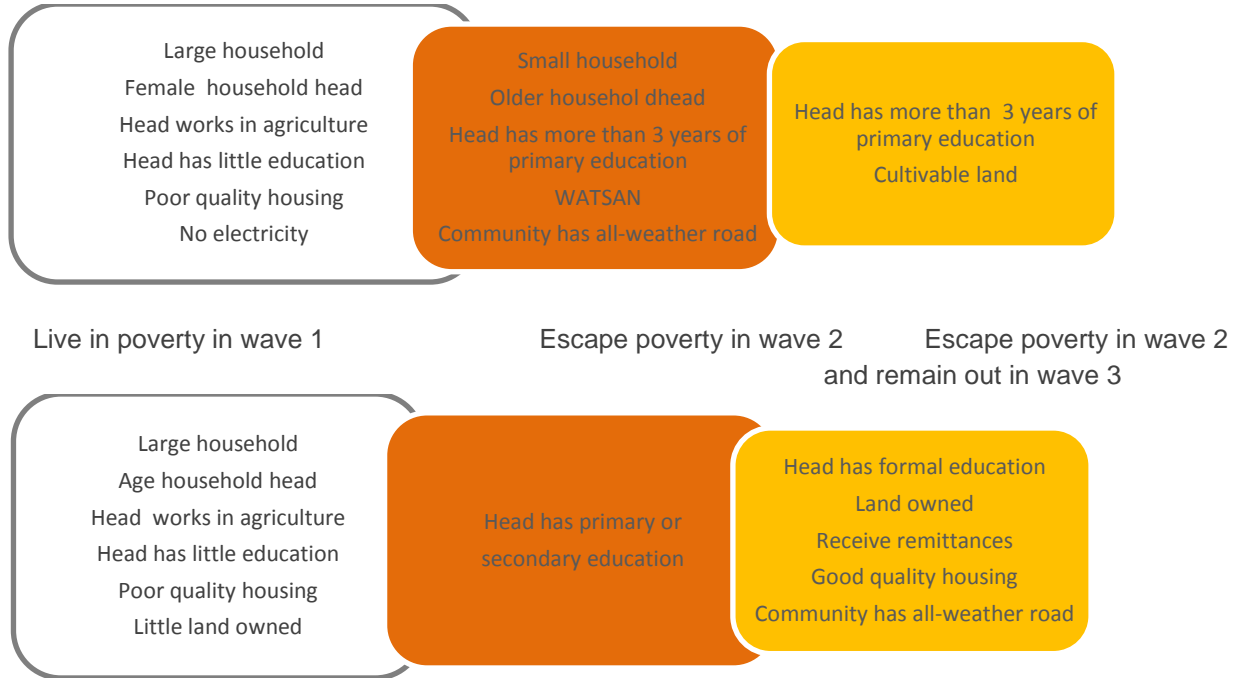 Large household
Female household head
Head works in agriculture
Head has little education
Poor quality housing
No electricity
Small household
Older househol dhead
Head has more than 3 years of
primary education
WATSAN
Community has all-weather road
Head has more than 3 years of
primary education
Cultivable land
Live in poverty in wave 1
Escape poverty in wave 2
Escape poverty in wave 2
and remain out in wave 3
Large household
Age household head
Head works in agriculture
Head has little education
Poor quality housing
Little land owned
Head has primary or
secondary education
Head has formal education
Land owned
Receive remittances
Good quality housing
Community has all-weather road